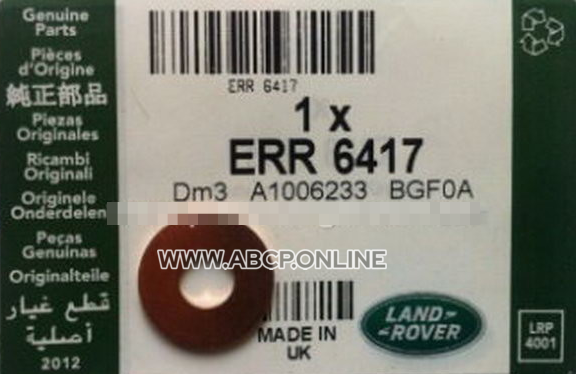 Genuine
Parts
Pièces
d'Origine
純正部品
Piezas
Originales
Ricambi
Originali
Originele
Onderdelen
Peças
Genuinas
Originalteile
قطع غيار
أصلية
2012
ERR 6417
1 x
ERR 6417
Dm3 A1006233 BGF0A
WWW.ABCP.ONLINE
MADE IN
UK
LAND-
-ROVER
LRP
4001